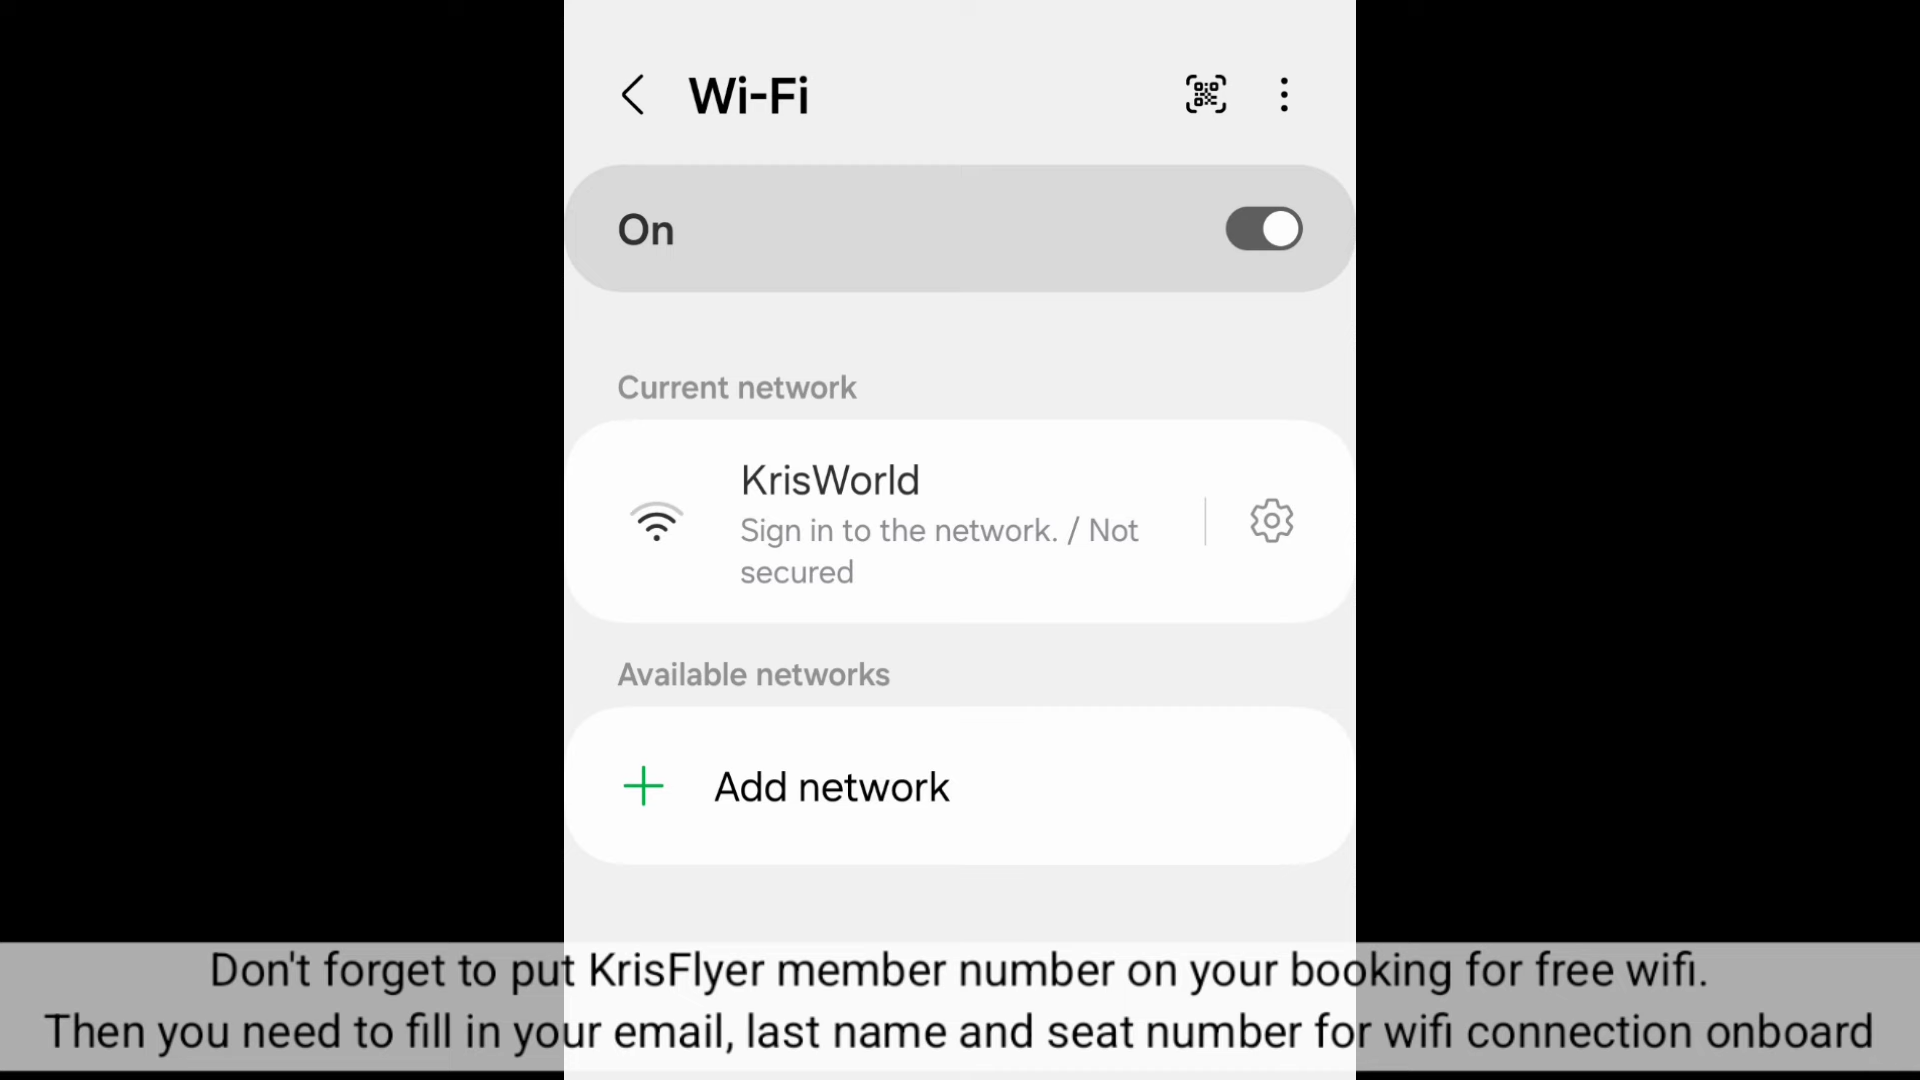 Wi-Fi
On
Current network
KrisWorld
Sign in to the network. / Not
secured
Available networks
Add network
Don't forget to put KrisFlyer member number on your booking for free wifi.
Then you need to fill in your email, last name and seat number for wifi connection onboard